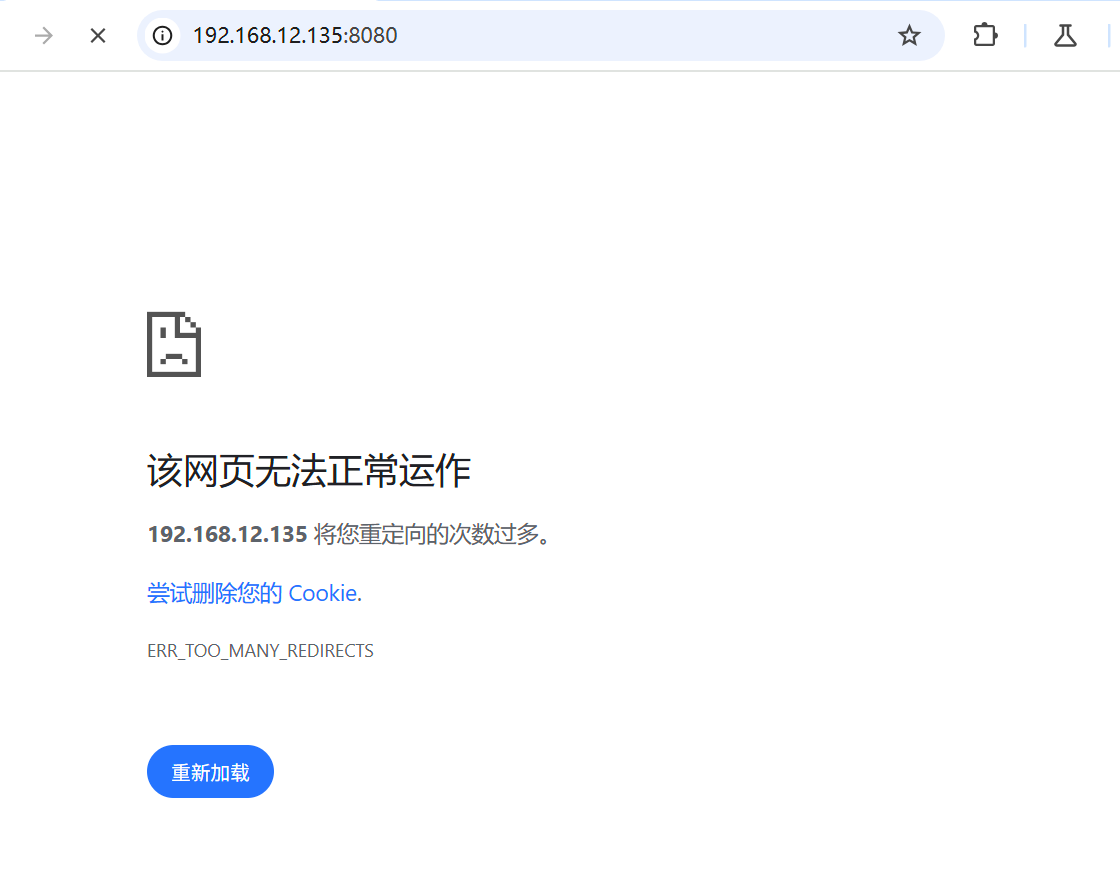 192.168.12.135:8080
该网页无法正常运作
192.168.12.135 将您重定向的次数过多。
尝试删除您的 Cookie.
ERR_TOO_MANY_REDIRECTS
重新加载